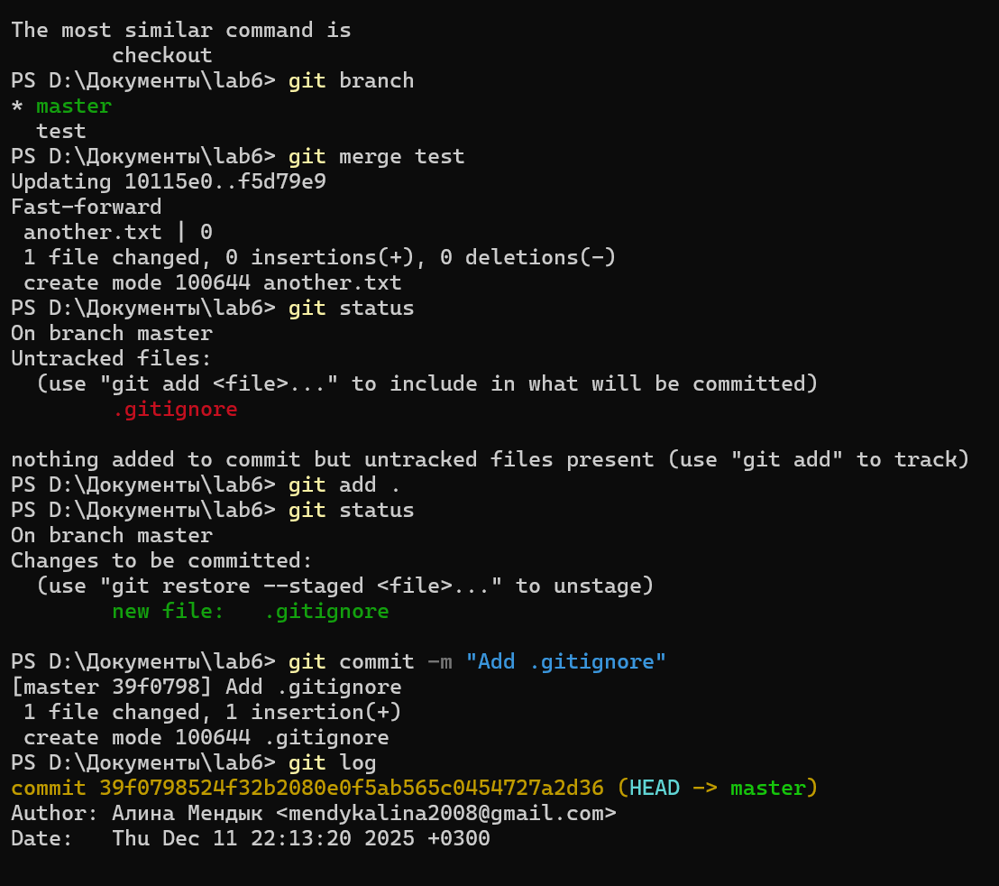 The most similar command is
        checkout
PS D:\Документы\lab6> git branch
* master
  test
PS D:\Документы\lab6> git merge test
Updating 10115e0..f5d79e9
Fast-forward
 another.txt | 0
 1 file changed, 0 insertions(+), 0 deletions(-)
 create mode 100644 another.txt
PS D:\Документы\lab6> git status
On branch master
Untracked files:
  (use "git add <file>..." to include in what will be committed)
        .gitignore

nothing added to commit but untracked files present (use "git add" to track)
PS D:\Документы\lab6> git add .
PS D:\Документы\lab6> git status
On branch master
Changes to be committed:
  (use "git restore --staged <file>..." to unstage)
        new file:   .gitignore

PS D:\Документы\lab6> git commit -m "Add .gitignore"
[master 39f0798] Add .gitignore
 1 file changed, 1 insertion(+)
 create mode 100644 .gitignore
PS D:\Документы\lab6> git log
commit 39f0798524f32b2080e0f5ab565c0454727a2d36 (HEAD -> master)
Author: Алина Мендык <mendykalina2008@gmail.com>
Date:   Thu Dec 11 22:13:20 2025 +0300